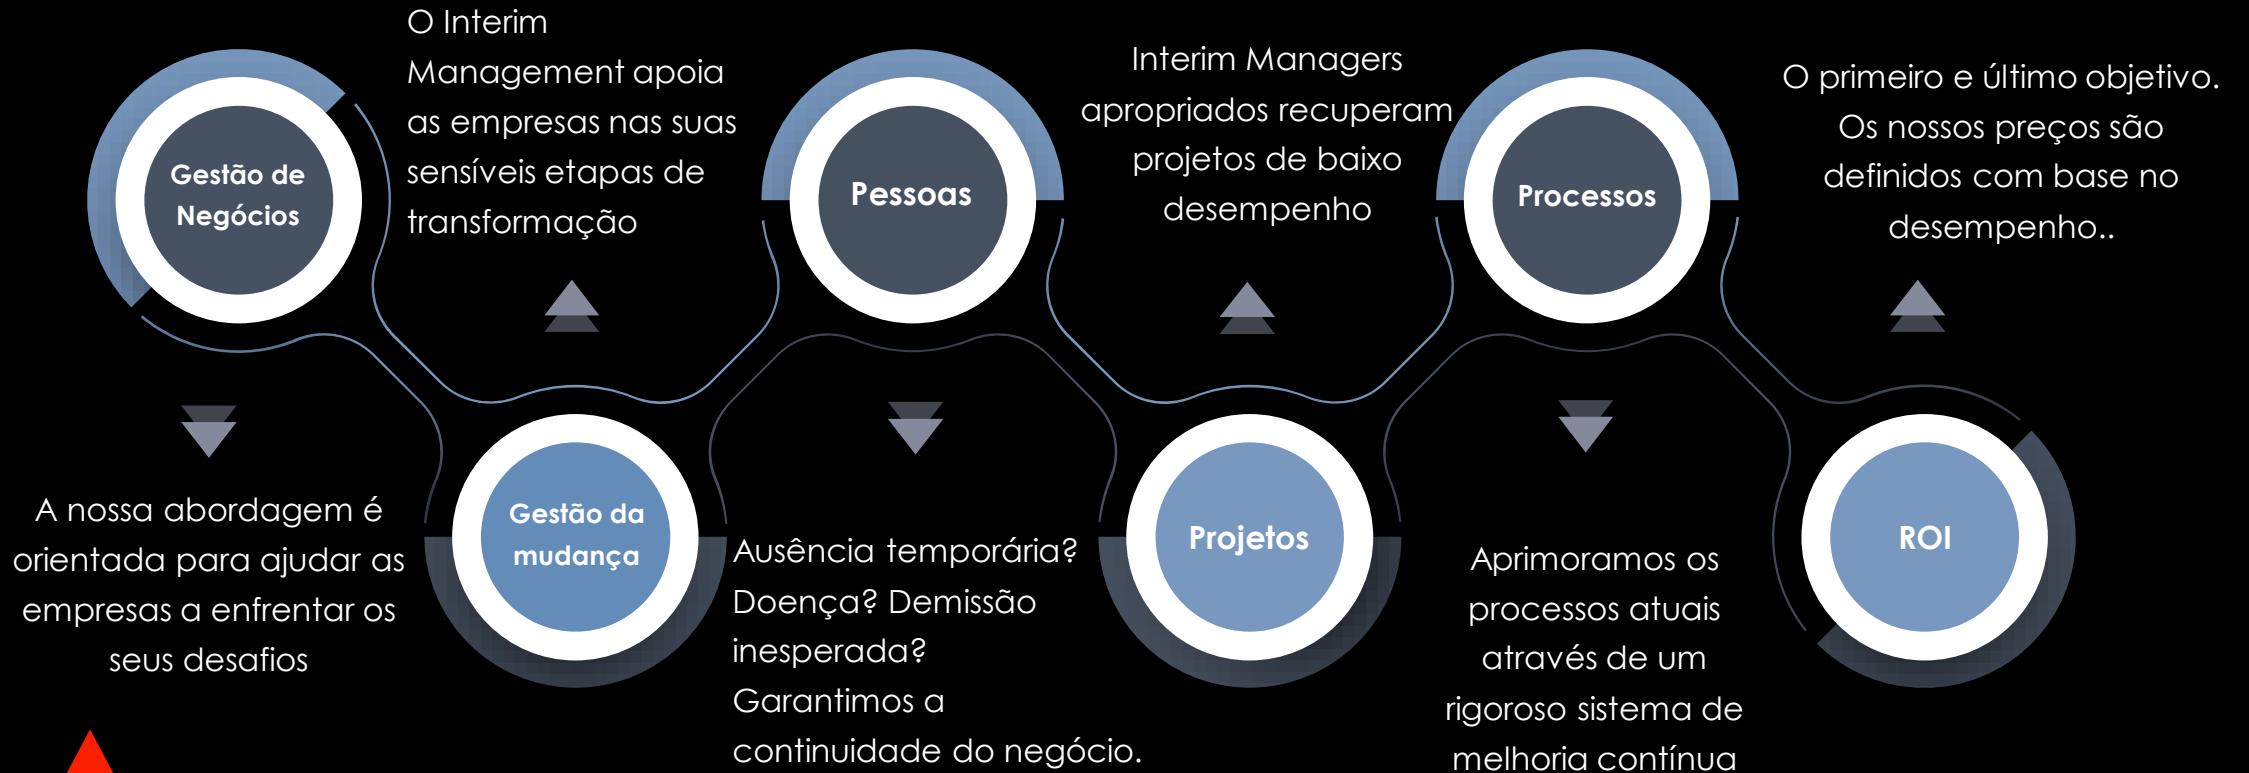 Gestão de
Negócios
A nossa abordagem é
orientada para ajudar as
empresas a enfrentar os
seus desafios
O Interim
Management apoia
as empresas nas suas
sensíveis etapas de
transformação
Gestão da
mudança
Pessoas
Ausência temporária?
Doença? Demissão
inesperada?
Garantimos a
continuidade do negócio.
Interim Managers
apropriados recuperam
projetos de baixo
desempenho
Projetos
Processos
Aprimoramos os
processos atuais
através de um
rigoroso sistema de
melhoria contínua
O primeiro e último objetivo.
Os nossos preços são
definidos com base no
desempenho..
ROI